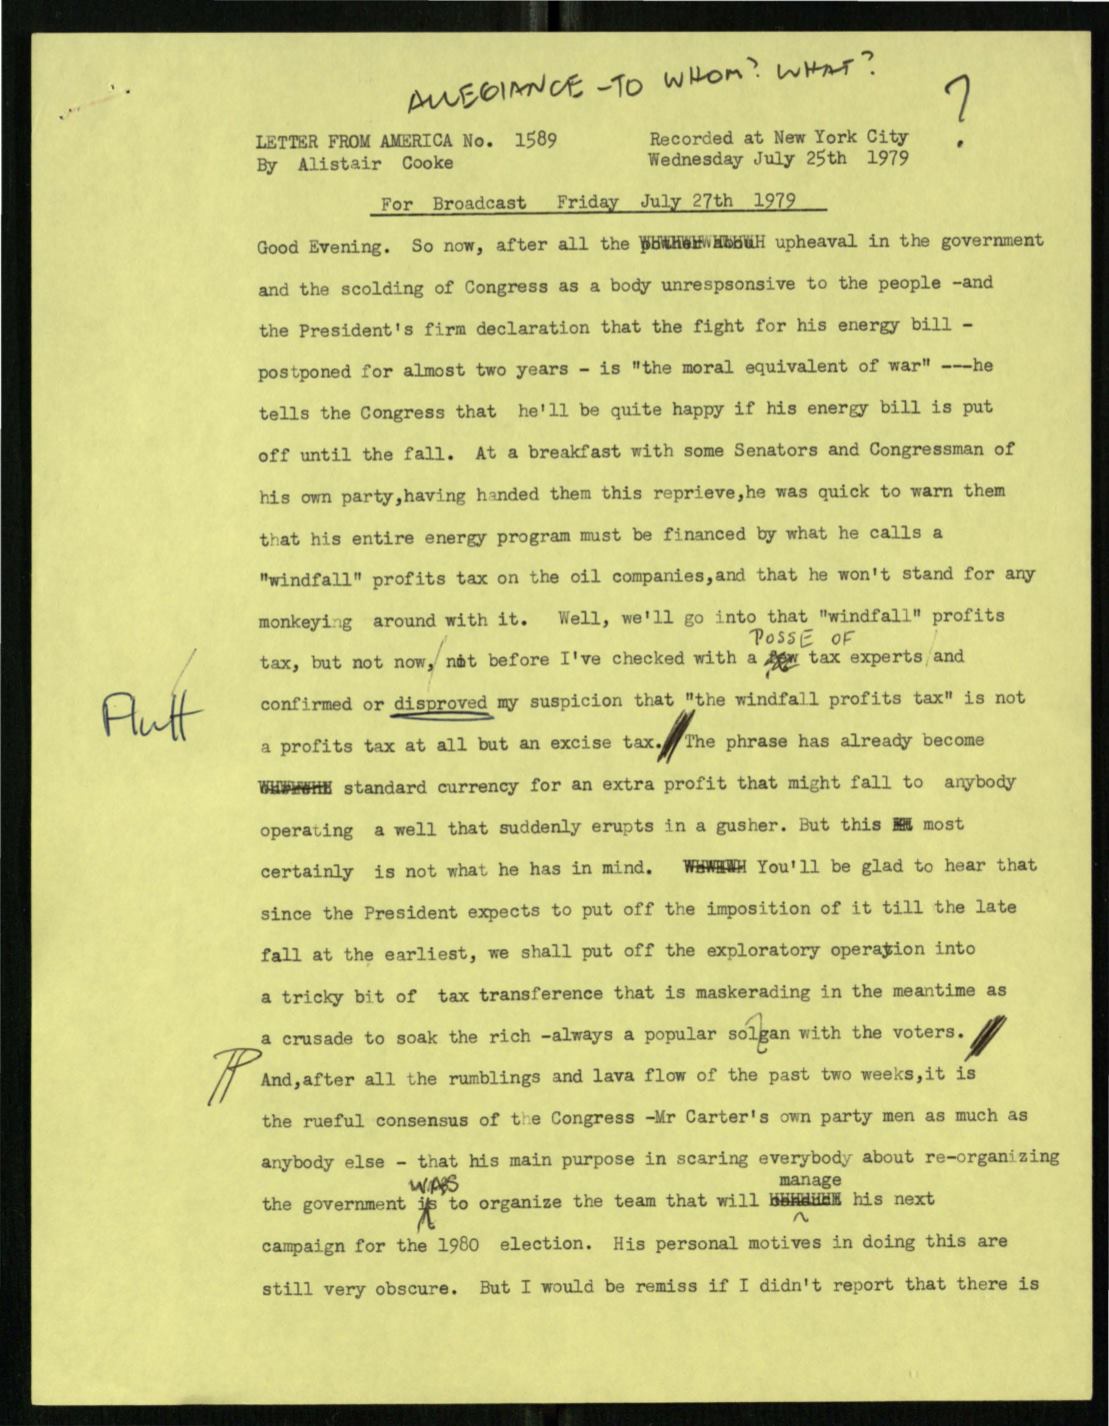 ALLEGIANCE -TO WHOM? WHAT?
?
LETTER FROM AMERICA No. 1589 Recorded at New York City
By Alistair Cooke Wednesday July 25th 1979
For Broadcast Friday July 27th 1979
Good Evening. So now, after all the upheaval in the government
and the scolding of Congress as a body unrespsonsive to the people -and
the President's firm declaration that the fight for his energy bill -
postponed for almost two years - is "the moral equivalent of war" ---he
tells the Congress that he'll be quite happy if his energy bill is put
off until the fall. At a breakfast with some Senators and Congressman of
his own party,having handed them this reprieve,he was quick to warn them
that his entire energy program must be financed by what he calls a
"windfall" profits tax on the oil companies,and that he won't stand for any
monkeying around with it. Well, we'll go into that "windfall" profits
POSSE OF
tax, but not now,/ not before I've checked with a few tax experts/and
confirmed or disproved my suspicion that "the windfall profits tax" is not
a profits tax at all but an excise tax.// The phrase has already become
standard currency for an extra profit that might fall to anybody
operating a well that suddenly erupts in a gusher. But this most
certainly is not what he has in mind. You'll be glad to hear that
since the President expects to put off the imposition of it till the late
fall at the earliest, we shall put off the exploratory operation into
a tricky bit of tax transference that is maskerading in the meantime as
a crusade to soak the rich -always a popular solgan with the voters. //
And,after all the rumblings and lava flow of the past two weeks,it is
the rueful consensus of the Congress -Mr Carter's own party men as much as
anybody else - that his main purpose in scaring everybody about re-organizing
WAS manage
the government is to organize the team that will his next
campaign for the 1980 election. His personal motives in doing this are
still very obscure. But I would be remiss if I didn't report that there is